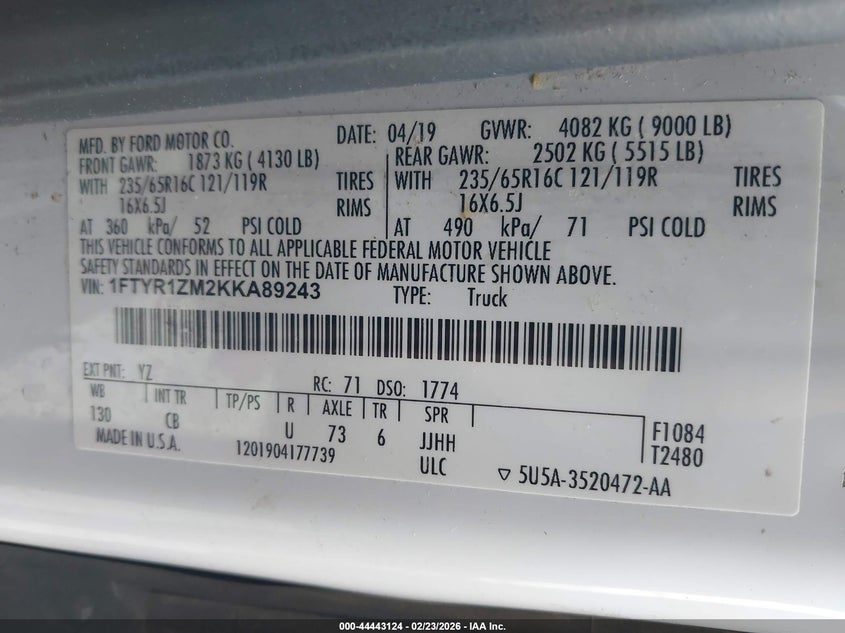 MFD. BY FORD MOTOR CO. DATE: 04/19 GVWR: 4082 KG ( 9000 LB)
FRONT GAWR: 1873 KG ( 4130 LB) REAR GAWR: 2502 KG ( 5515 LB)
WITH 235/65R16C 121/119R TIRES WITH 235/65R16C 121/119R TIRES
16X6.5J RIMS 16X6.5J RIMS
AT 360 kPa/ 52 PSI COLD AT 490 kPa/ 71 PSI COLD
THIS VEHICLE CONFORMS TO ALL APPLICABLE FEDERAL MOTOR VEHICLE
SAFETY STANDARDS IN EFFECT ON THE DATE OF MANUFACTURE SHOWN ABOVE.
VIN: 1FTYR1ZM2KKA89243 TYPE: Truck
EXT PNT: YZ RC: 71 DSO: 1774
WB INT TR TP/PS R AXLE TR SPR
130 CB U 73 6 JJHH F1084
MADE IN U.S.A. 1201904177739 ULC T2480
▽ 5U5A-3520472-AA
000-44443124 - 02/23/2026 - IAA Inc.